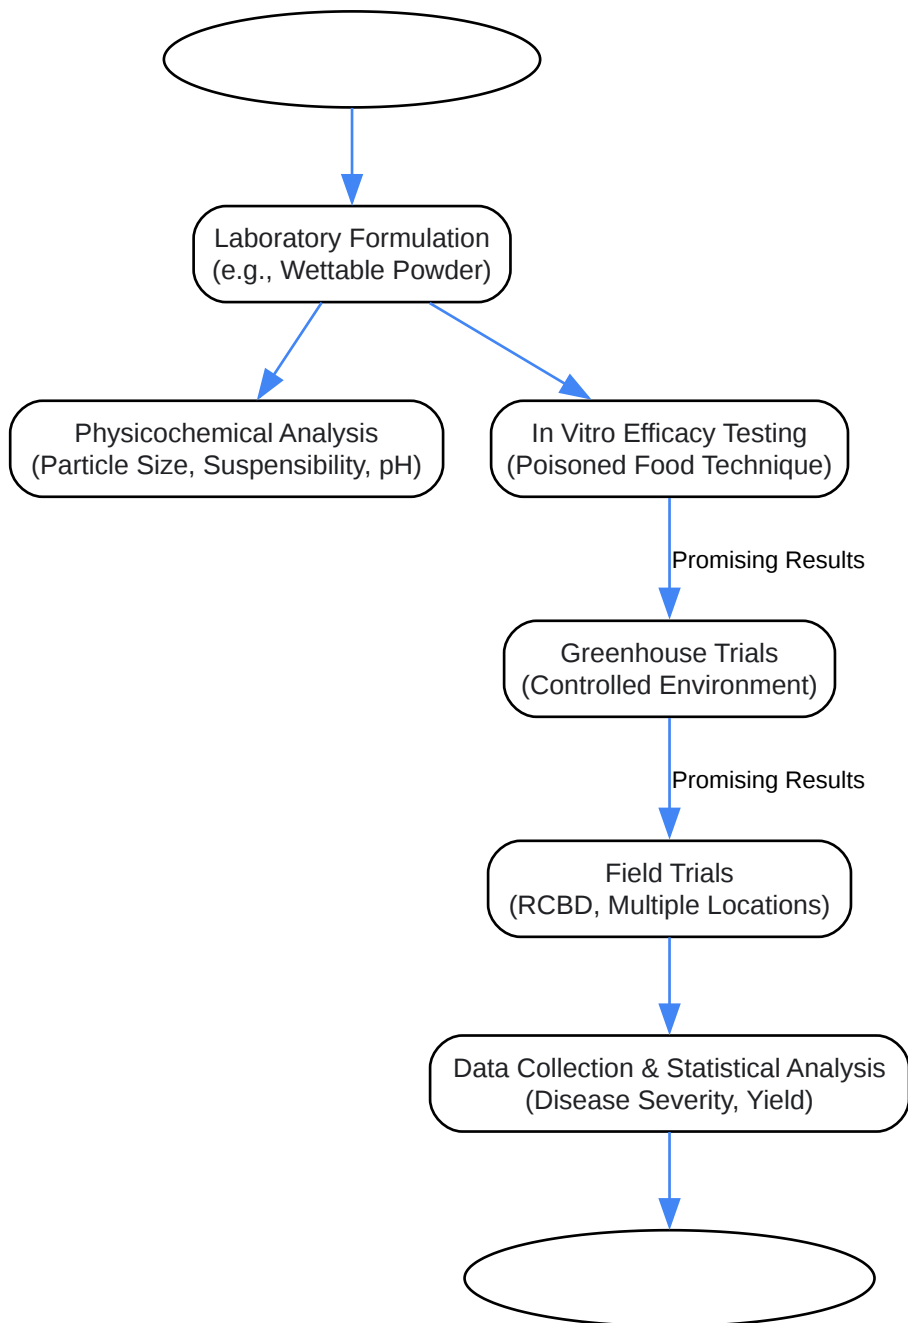 Laboratory Formulation
(e.g., Wettable Powder)
Physicochemical Analysis
(Particle Size, Suspensibility, pH)
In Vitro Efficacy Testing
(Poisoned Food Technique)
Promising Results
Greenhouse Trials
(Controlled Environment)
Promising Results
Field Trials
(RCBD, Multiple Locations)
Data Collection & Statistical Analysis
(Disease Severity, Yield)